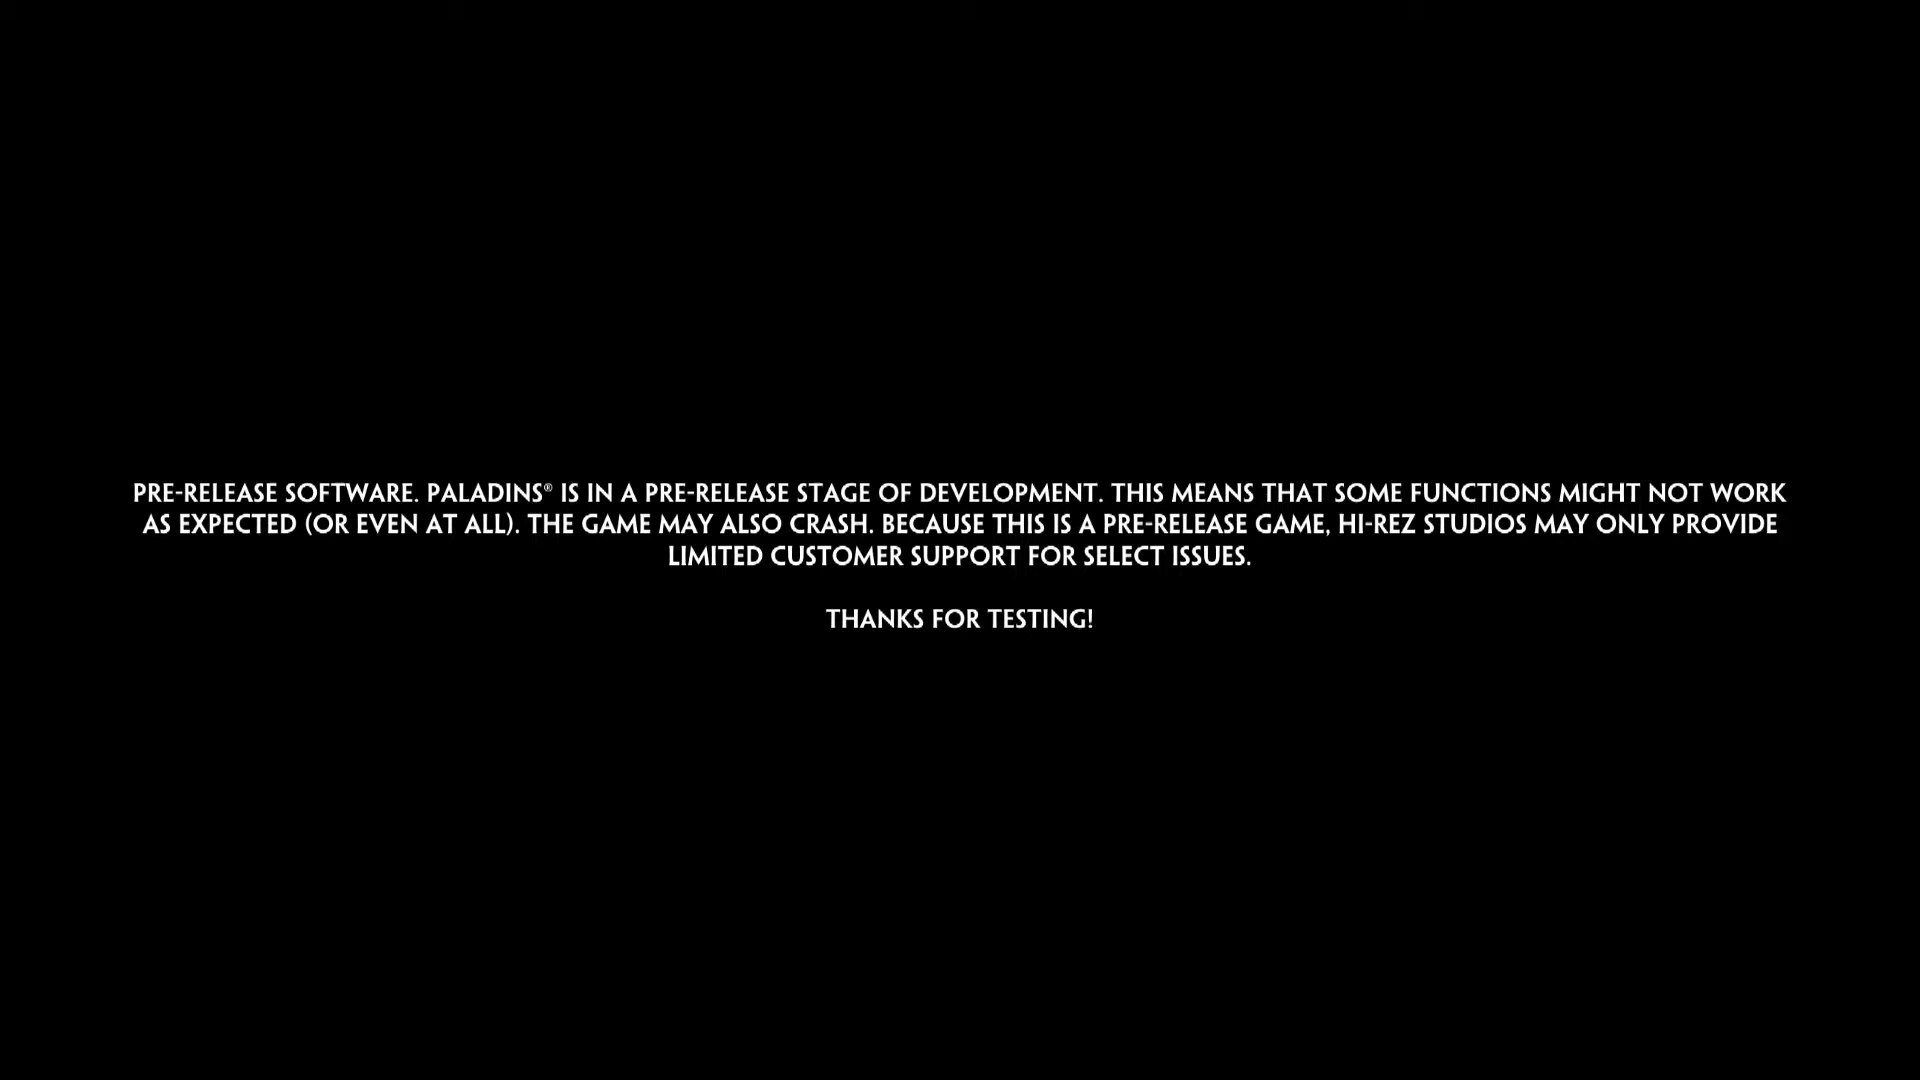 PRE-RELEASE SOFTWARE. PALADINS® IS IN A PRE-RELEASE STAGE OF DEVELOPMENT. THIS MEANS THAT SOME FUNCTIONS MIGHT NOT WORK
AS EXPECTED (OR EVEN AT ALL). THE GAME MAY ALSO CRASH. BECAUSE THIS IS A PRE-RELEASE GAME, HI-REZ STUDIOS MAY ONLY PROVIDE
LIMITED CUSTOMER SUPPORT FOR SELECT ISSUES.
THANKS FOR TESTING!